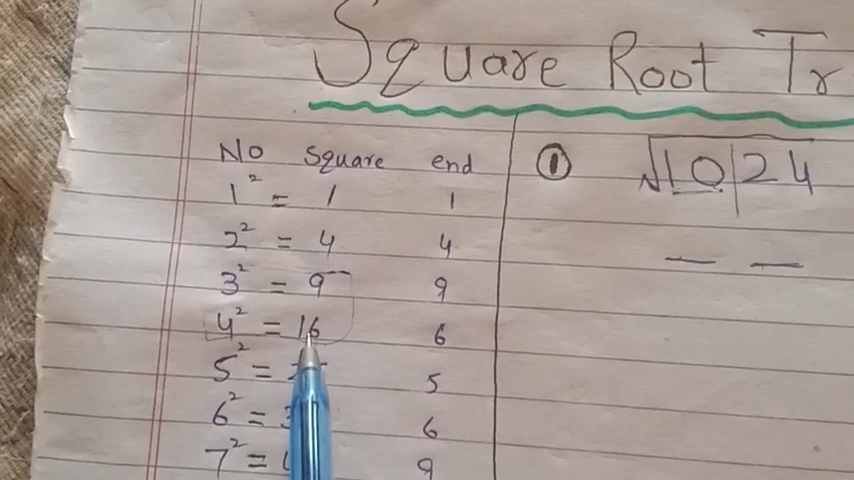 Square Root Tr
No Square end
1² = 1 1
2² = 4 4
3² = 9 9
4² = 16 6
5² = 5
6² = 3 6
7² = 9
① √10|24